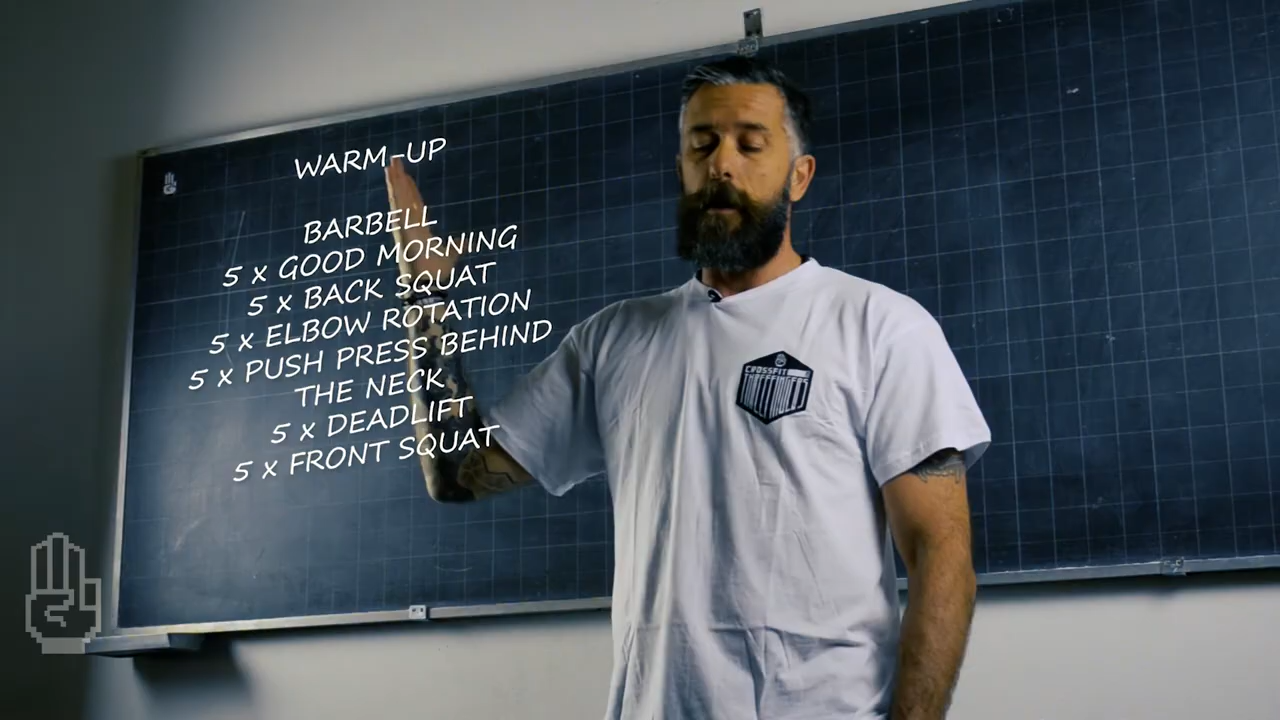 WARM-UP
BARBELL
5 X GOOD MORNING
5 X BACK SQUAT
5 X ELBOW ROTATION
5 X PUSH PRESS BEHIND
THE NECK
5 X DEADLIFT
5 X FRONT SQUAT
CROSSFIT
THREEFINGERS